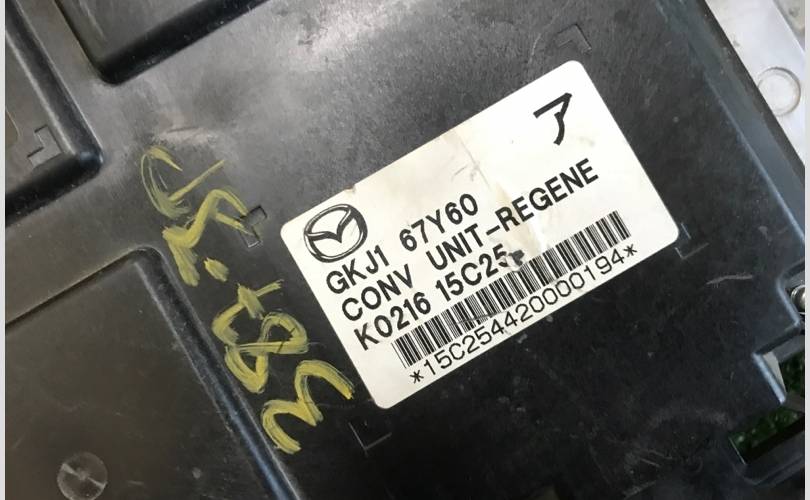 ア
GKJ1 67Y60
CONV UNIT-REGENE
K0216 15C25
*15C254420000194*